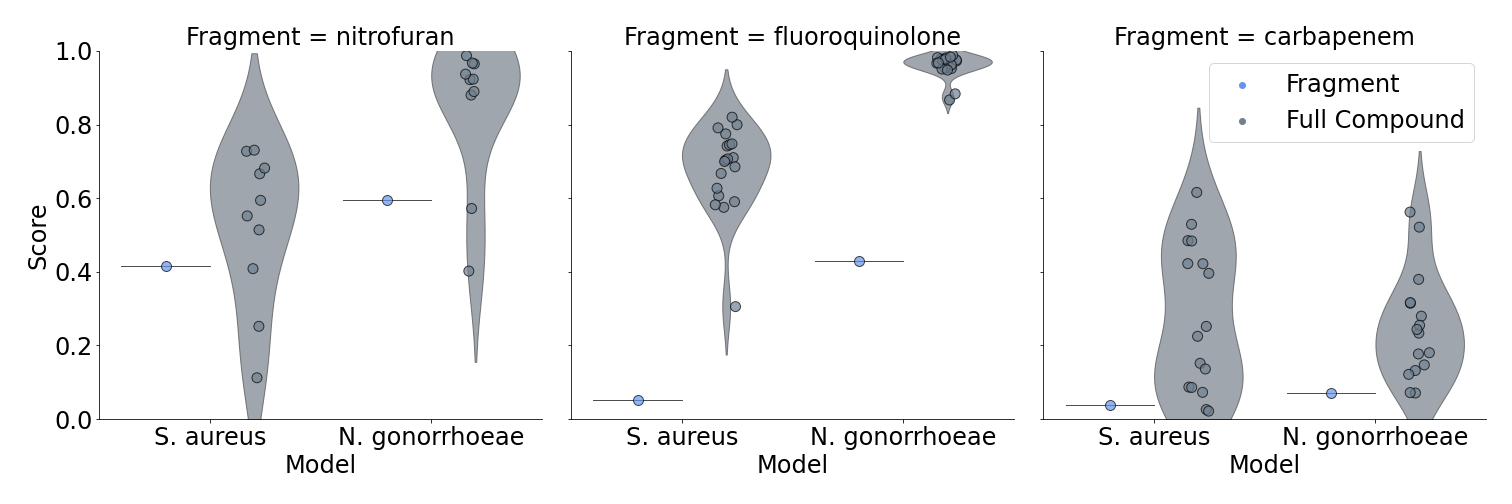 Fragment = nitrofuran
Fragment = fluoroquinolone
Fragment = carbapenem
Score
1.0
0.8
0.6
0.4
0.2
0.0
Fragment
Full Compound
S. aureus
N. gonorrhoeae
S. aureus
N. gonorrhoeae
S. aureus
N. gonorrhoeae
Model
Model
Model